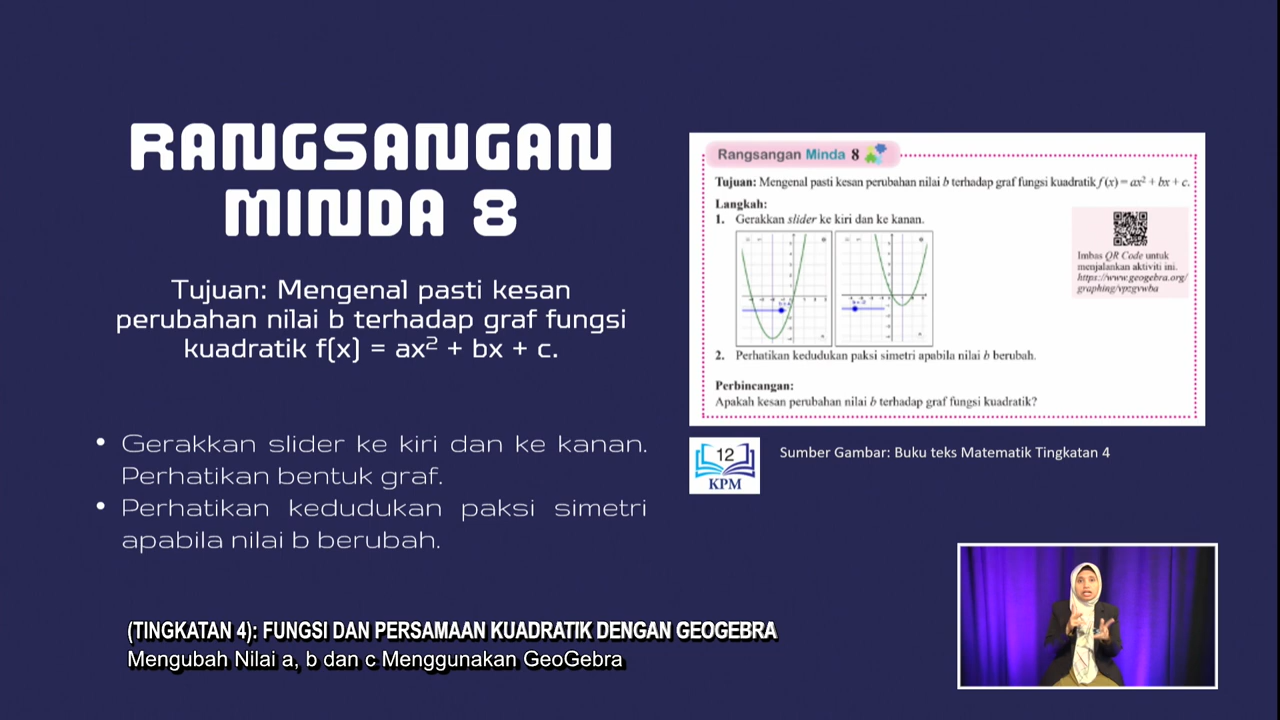 RANGSANGAN
MINDA 8
Tujuan: Mengenal pasti kesan
perubahan nilai b terhadap graf fungsi
kuadratik f(x) = ax² + bx + c.
• Gerakkan slider ke kiri dan ke kanan.
Perhatikan bentuk graf.
• Perhatikan kedudukan paksi simetri
apabila nilai b berubah.
Rangsangan Minda 8
Tujuan: Mengenal pasti kesan perubahan nilai b terhadap graf fungsi kuadratik f(x) = ax² + bx + c.
Langkah:
1. Gerakkan slider ke kiri dan ke kanan.
Imbas QR Code untuk
menjalankan aktiviti ini.
https://www.geogebra.org/
graphing/vpzgvwba
2. Perhatikan kedudukan paksi simetri apabila nilai b berubah.
Perbincangan:
Apakah kesan perubahan nilai b terhadap graf fungsi kuadratik?
12
KPM
Sumber Gambar: Buku teks Matematik Tingkatan 4
(TINGKATAN 4): FUNGSI DAN PERSAMAAN KUADRATIK DENGAN GEOGEBRA
Mengubah Nilai a, b dan c Menggunakan GeoGebra